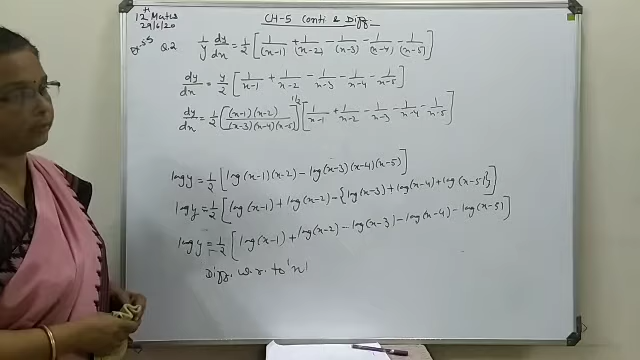 12th Maths
29/6/20
CH-5 Conti & Diff.
Ex-5.5 Q.2 1/y dy/dx = 1/2 [1/(x-1) + 1/(x-2) - 1/(x-3) - 1/(x-4) - 1/(x-5)]
dy/dx = y/2 [1/x-1 + 1/x-2 - 1/x-3 - 1/x-4 - 1/x-5]
dy/dx = 1/2 [(x-1)(x-2)/(x-3)(x-4)(x-5)]^1/2 [1/x-1 + 1/x-2 - 1/x-3 - 1/x-4 - 1/x-5]
log y = 1/2 [log(x-1)(x-2) - log(x-3)(x-4)(x-5)]
log y = 1/2 [log(x-1) + log(x-2) - {log(x-3) + log(x-4) + log(x-5)}]
log y = 1/2 [log(x-1) + log(x-2) - log(x-3) - log(x-4) - log(x-5)]
Diff. w.r. to 'x'